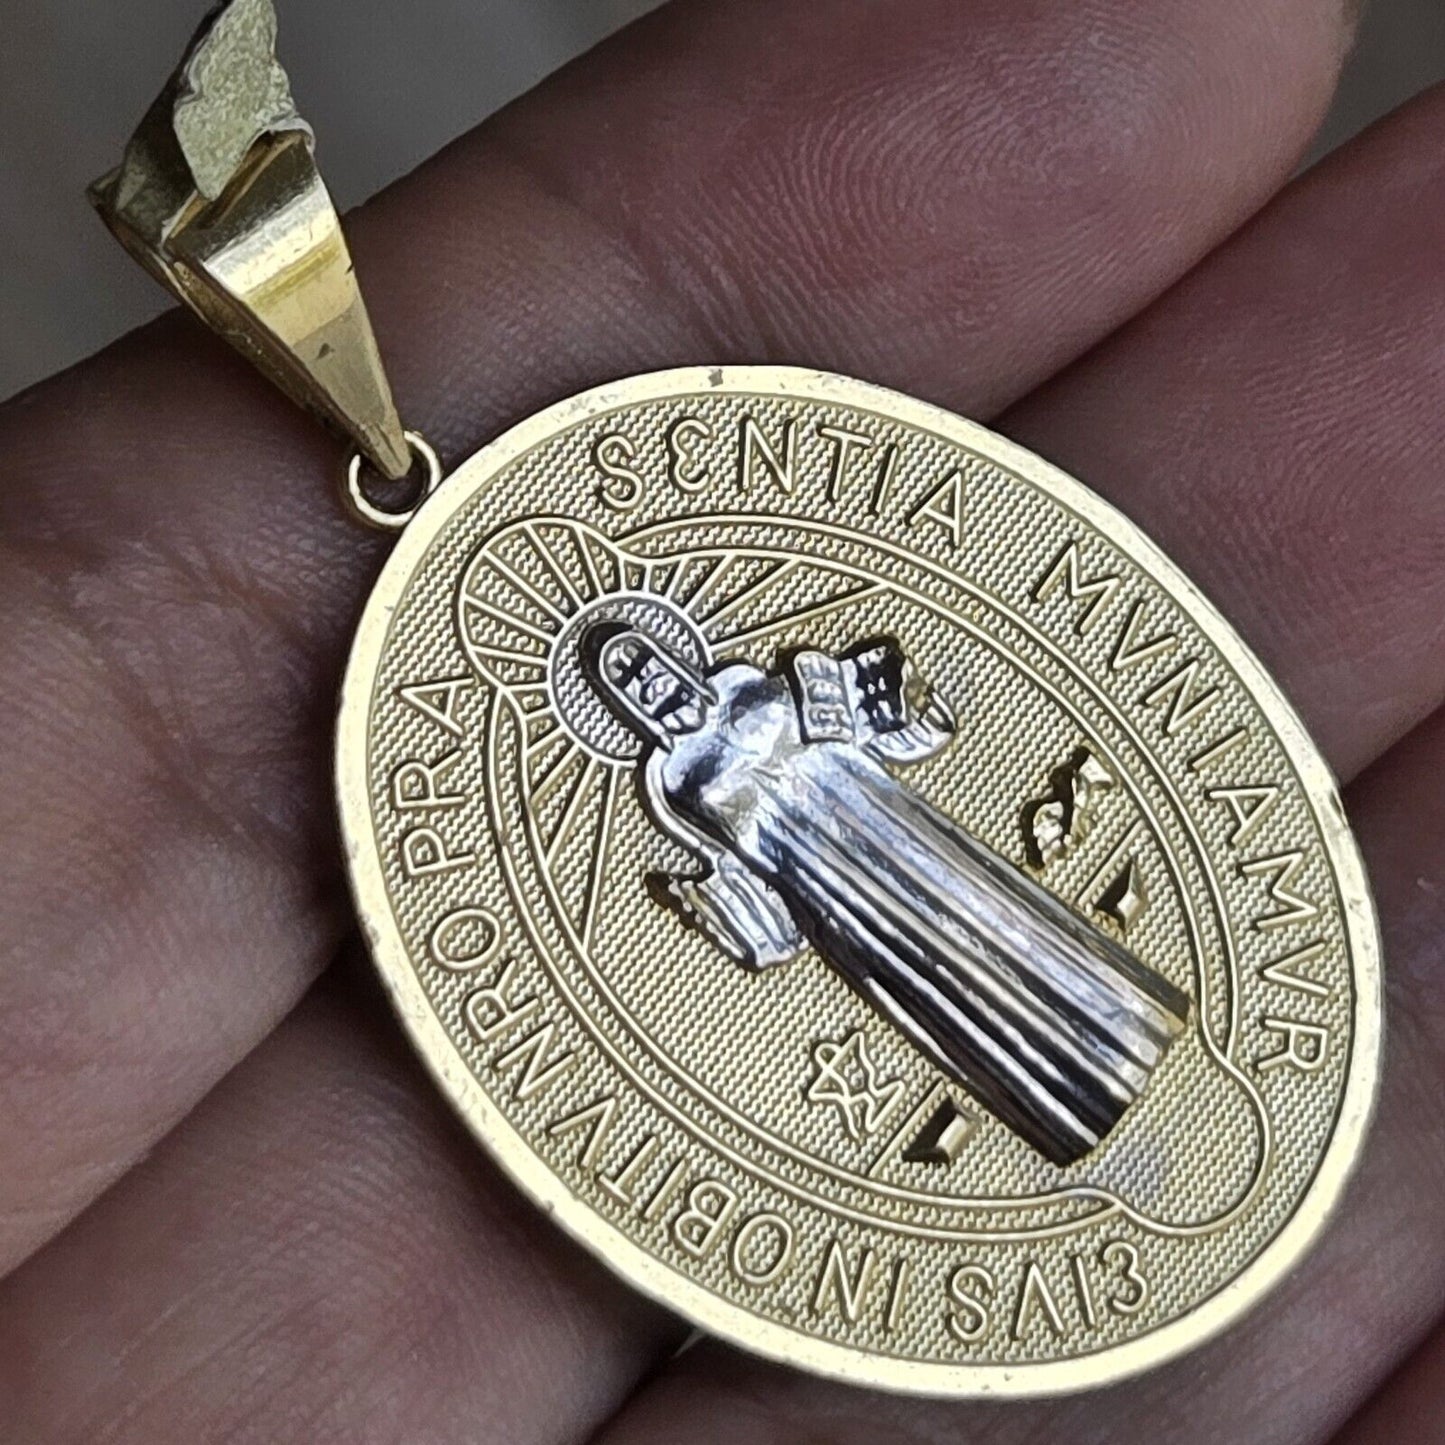 EIVS IN OBITV NRO PRA SENTIA MVNIAMVR